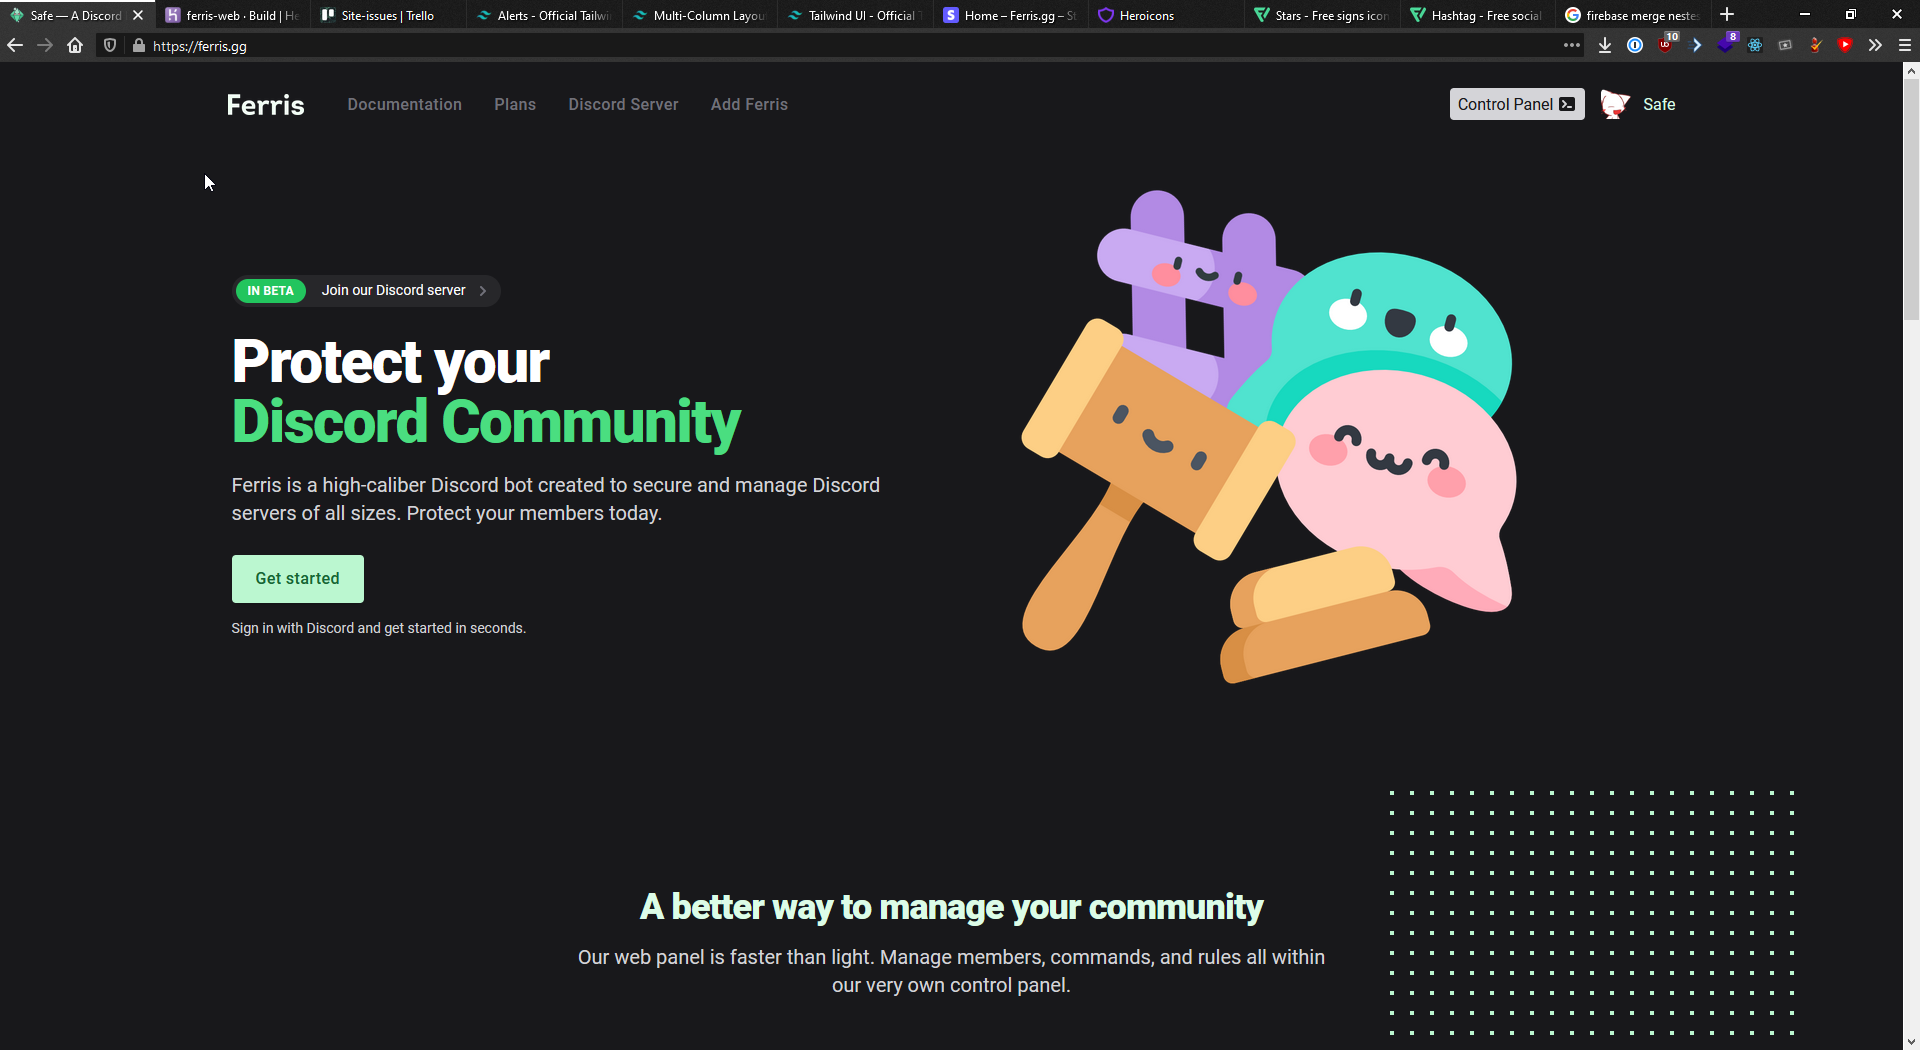 Safe — A Discord
ferris-web · Build | He
Site-issues | Trello
Alerts - Official Tailwi
Multi-Column Layou
Tailwind UI - Official T
S Home – Ferris.gg – St
Heroicons
Stars - Free signs icon
Hashtag - Free social
firebase merge nested
https://ferris.gg
10
8
Ferris
Documentation
Plans
Discord Server
Add Ferris
Control Panel
Safe
IN BETA Join our Discord server
Protect your
Discord Community
Ferris is a high-caliber Discord bot created to secure and manage Discord
servers of all sizes. Protect your members today.
Get started
Sign in with Discord and get started in seconds.
A better way to manage your community
Our web panel is faster than light. Manage members, commands, and rules all within
our very own control panel.